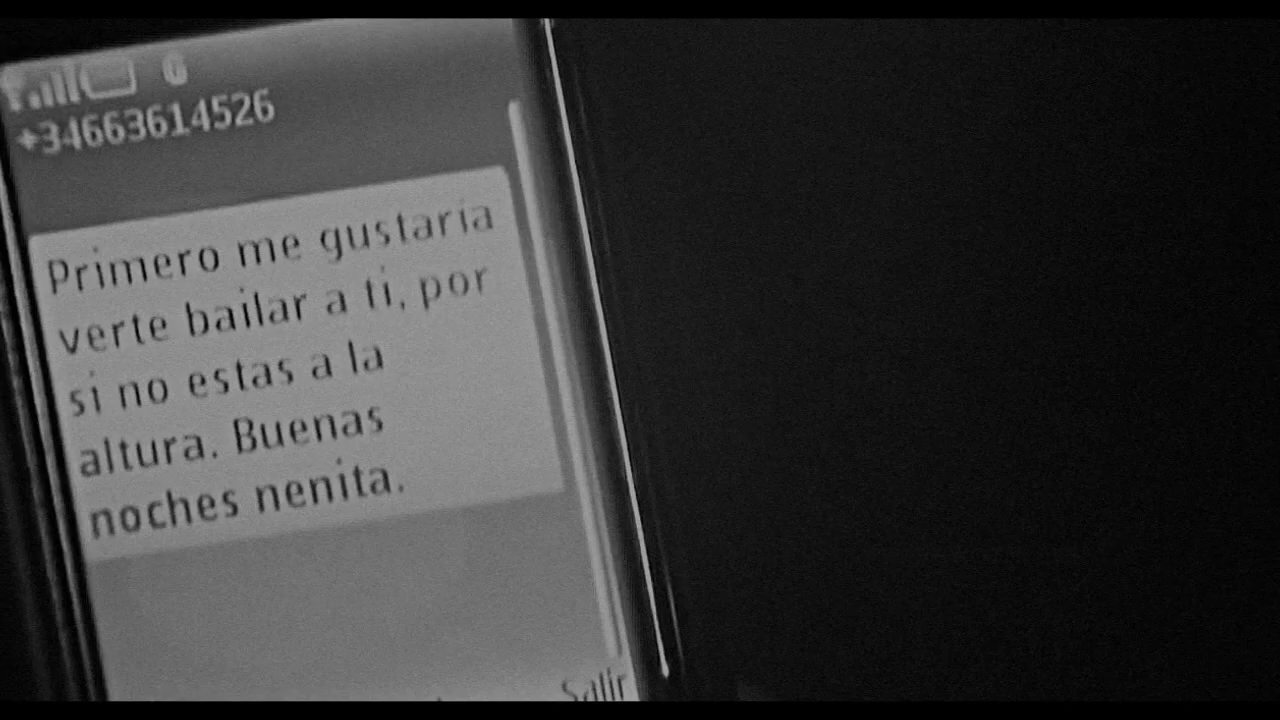 +34663614526
Primero me gustaria
verte bailar a ti, por
si no estas a la
altura. Buenas
noches nenita.
Salir